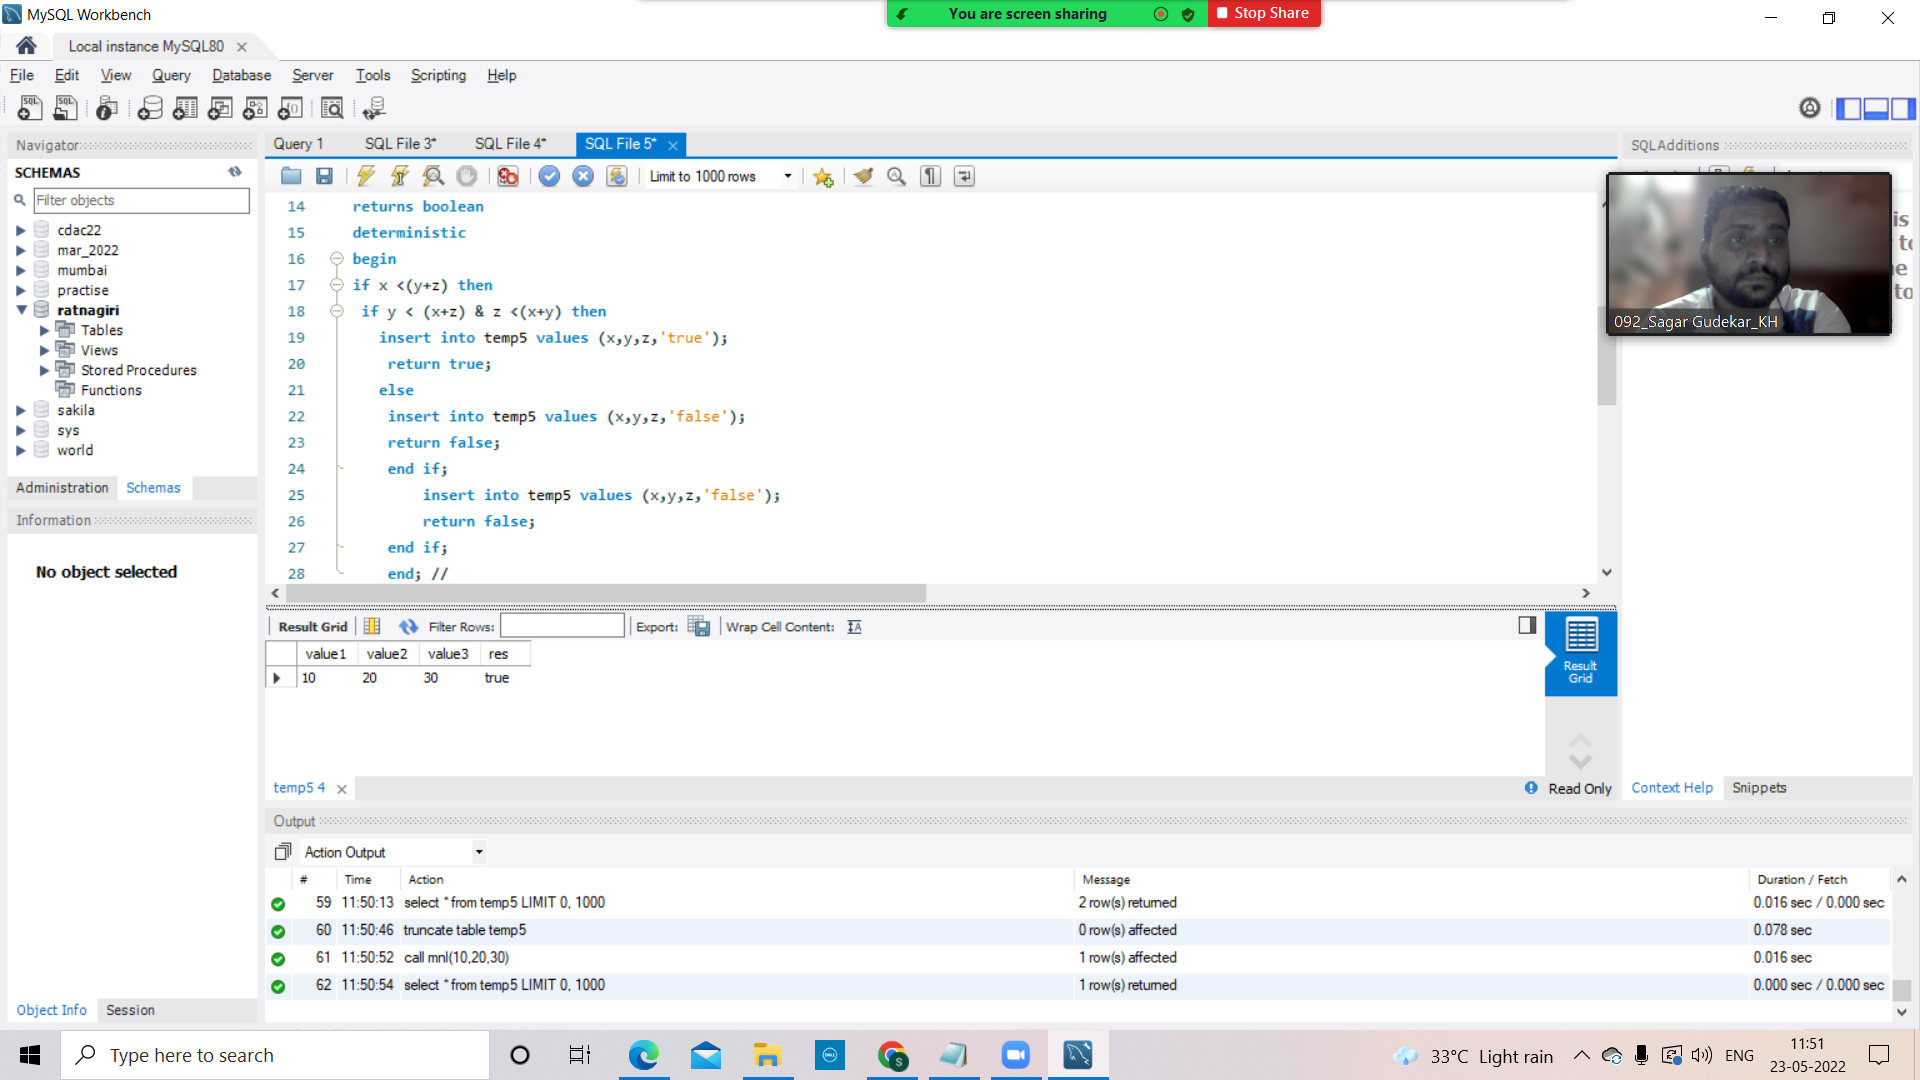 MySQL Workbench
You are screen sharing
Stop Share
Local instance MySQL80
File Edit View Query Database Server Tools Scripting Help
Navigator
Query 1 SQL File 3* SQL File 4* SQL File 5*
SQLAdditions
SCHEMAS
Limit to 1000 rows
Filter objects
cdac22
mar_2022
mumbai
practise
ratnagiri
Tables
Views
Stored Procedures
Functions
sakila
sys
world
Administration Schemas
Information
No object selected
14 returns boolean
15 deterministic
16 begin
17 if x <(y+z) then
18 if y < (x+z) & z <(x+y) then
19 insert into temp5 values (x,y,z,'true');
20 return true;
21 else
22 insert into temp5 values (x,y,z,'false');
23 return false;
24 end if;
25 insert into temp5 values (x,y,z,'false');
26 return false;
27 end if;
28 end; //
092_Sagar Gudekar_KH
is
to
Result Grid Filter Rows: Export: Wrap Cell Content:
value1 value2 value3 res
10 20 30 true
Result
Grid
temp5 4
Read Only
Context Help Snippets
Output
Action Output
# Time Action Message Duration / Fetch
59 11:50:13 select * from temp5 LIMIT 0, 1000 2 row(s) returned 0.016 sec / 0.000 sec
60 11:50:46 truncate table temp5 0 row(s) affected 0.078 sec
61 11:50:52 call mnl(10,20,30) 1 row(s) affected 0.016 sec
62 11:50:54 select * from temp5 LIMIT 0, 1000 1 row(s) returned 0.000 sec / 0.000 sec
Object Info Session
Type here to search
33°C Light rain
ENG
11:51
23-05-2022